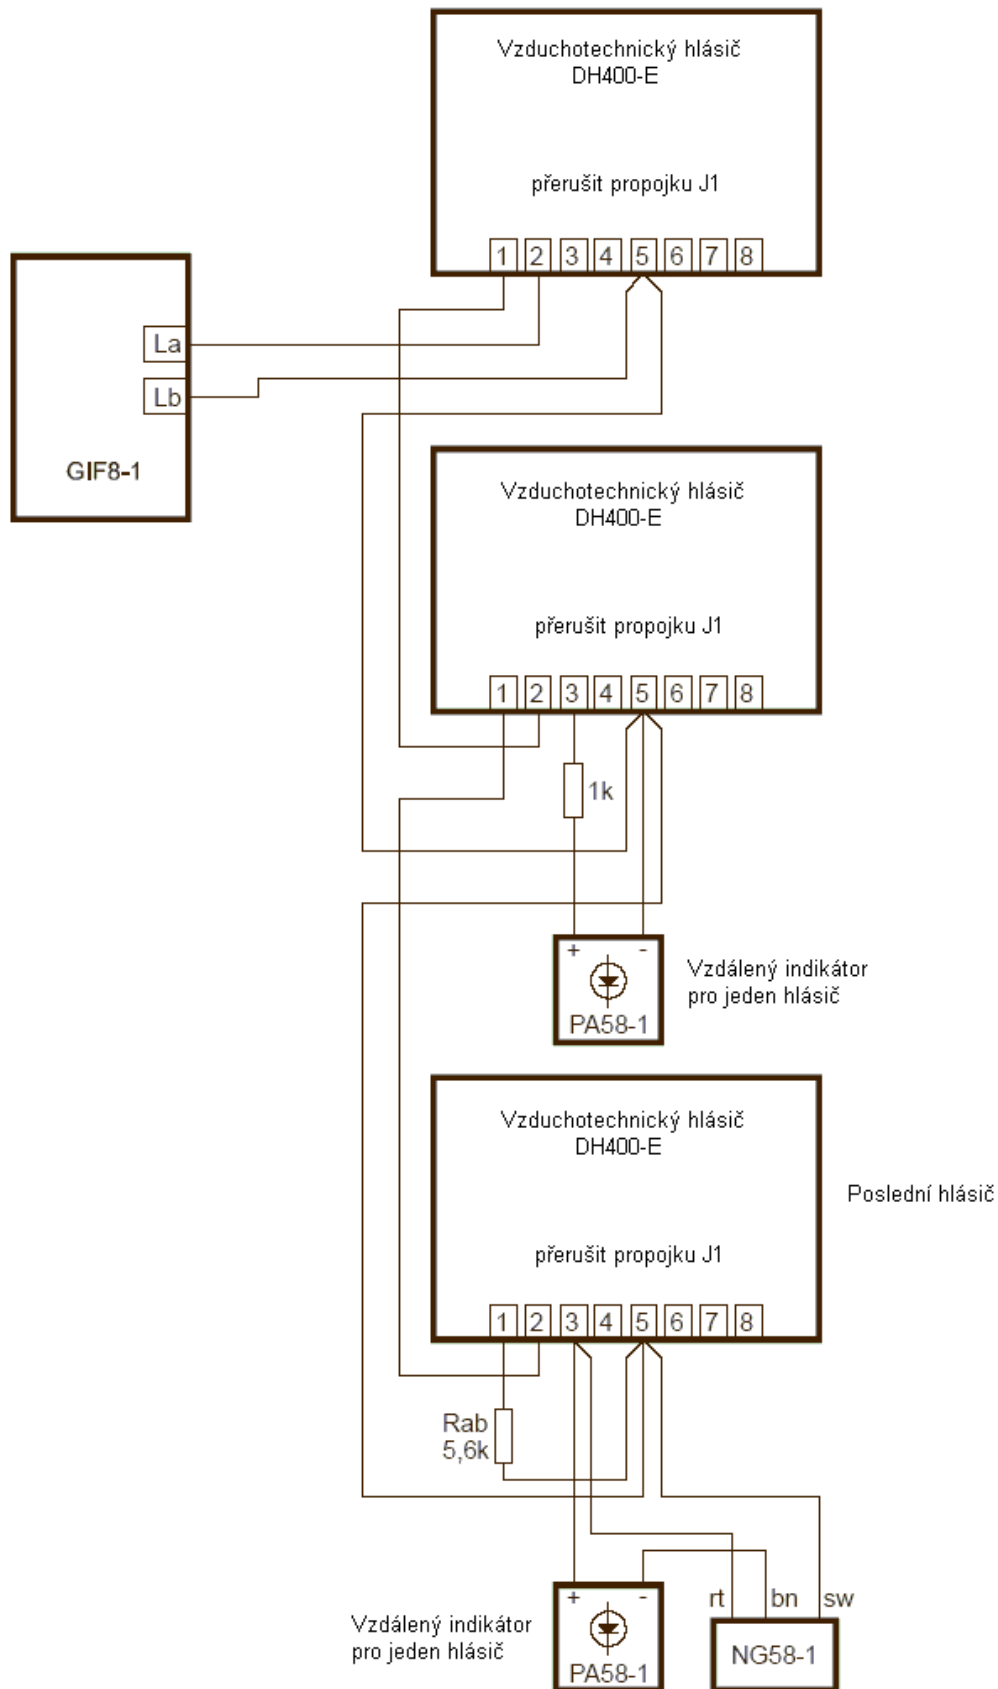 Vzduchotechnický hlásič
DH400-E
přerušit propojku J1
1 2 3 4 5 6 7 8
La
Lb
GIF8-1
Vzduchotechnický hlásič
DH400-E
přerušit propojku J1
1 2 3 4 5 6 7 8
1k
+ -
PA58-1
Vzdálený indikátor
pro jeden hlásič
Vzduchotechnický hlásič
DH400-E
přerušit propojku J1
1 2 3 4 5 6 7 8
Poslední hlásič
Rab
5,6k
Vzdálený indikátor
pro jeden hlásič
+ -
PA58-1
rt bn sw
NG58-1